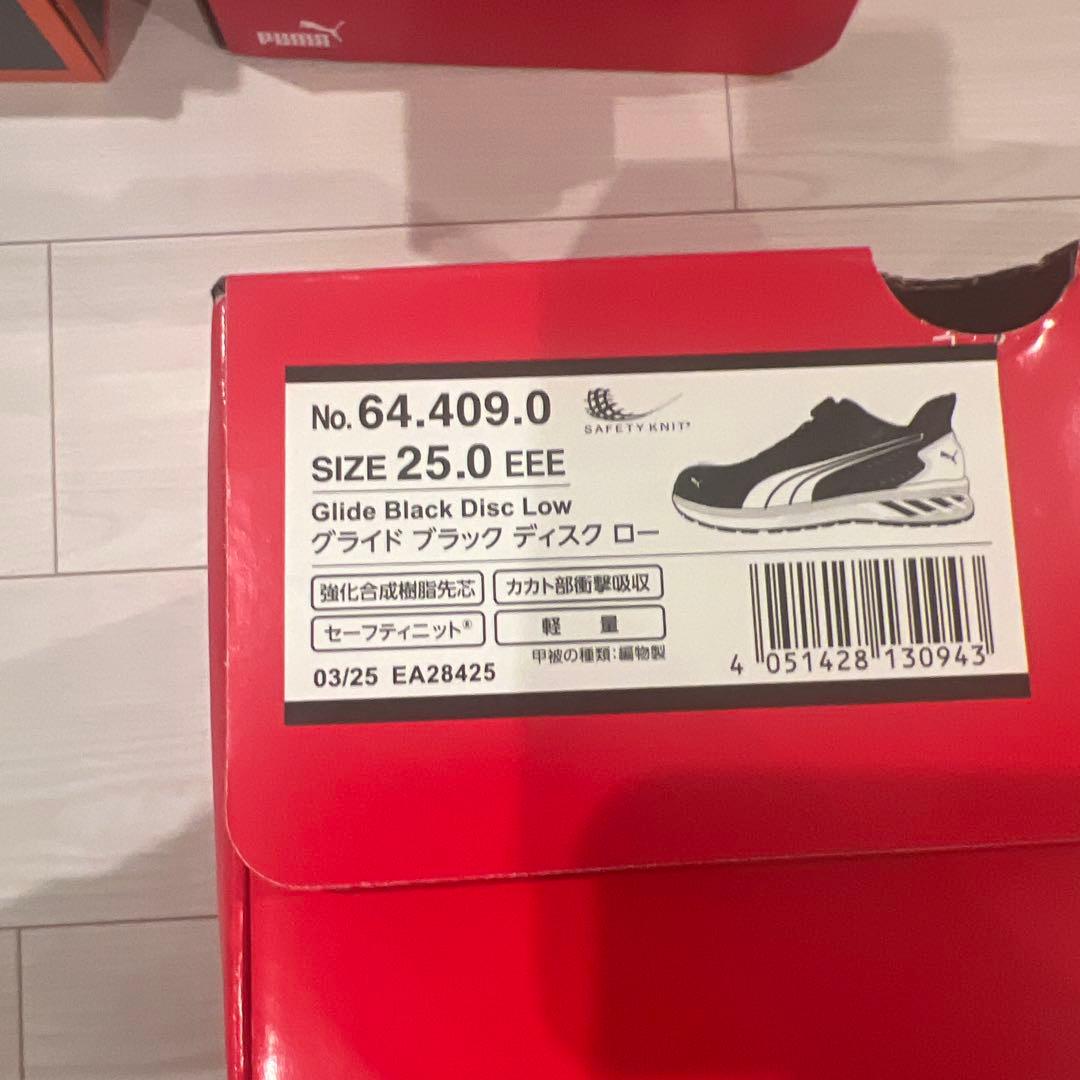 PUMA
No. 64.409.0
SAFETY KNIT®
SIZE 25.0 EEE
Glide Black Disc Low
グライド ブラック ディスク ロー
強化合成樹脂先芯
カカト部衝撃吸収
セーフティニット®
軽 量
甲被の種類:編物製
03/25 EA28425
4 051428 130943